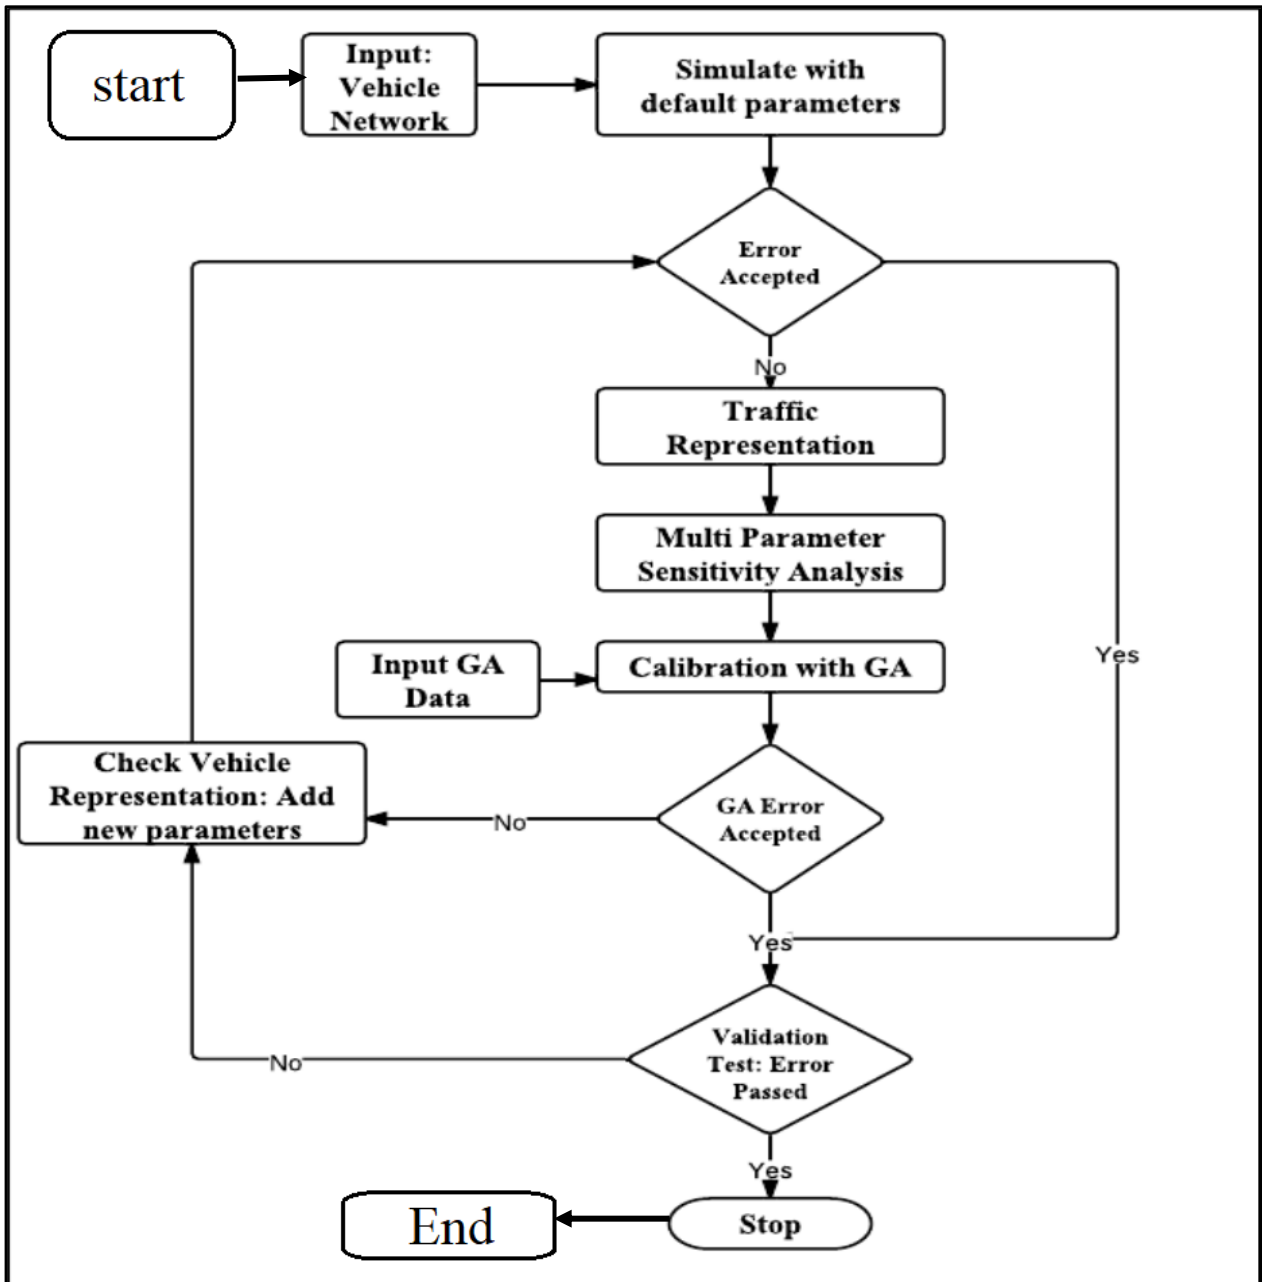 start
Input:
Vehicle
Network
Simulate with
default parameters
Error
Accepted
No
Traffic
Representation
Multi Parameter
Sensitivity Analysis
Yes
Input GA
Data
Calibration with GA
Check Vehicle
Representation: Add
new parameters
No
GA Error
Accepted
Yes
Validation
Test: Error
Passed
No
Yes
End
Stop